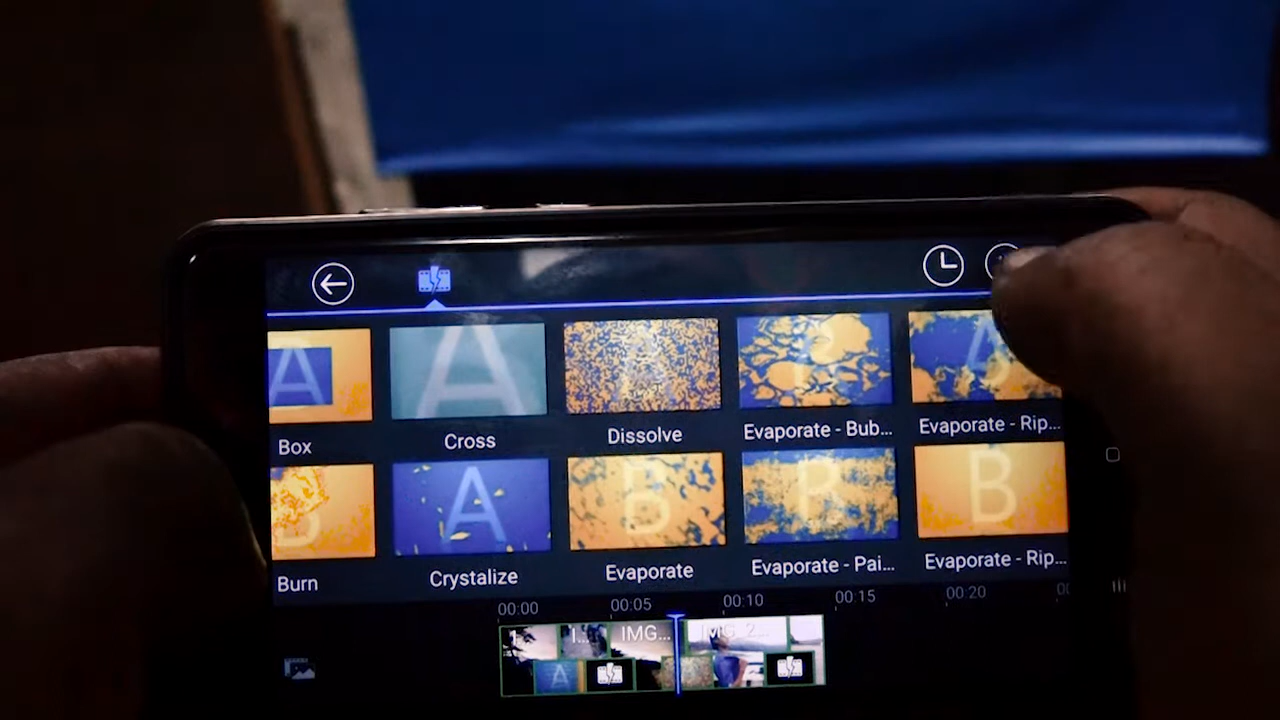 A A A
Box Cross Dissolve Evaporate - Bub... Evaporate - Rip...
B A B B B
Burn Crystalize Evaporate Evaporate - Pai... Evaporate - Rip...
00:00 00:05 00:10 00:15 00:20
I... IMG... IMG_2...
A